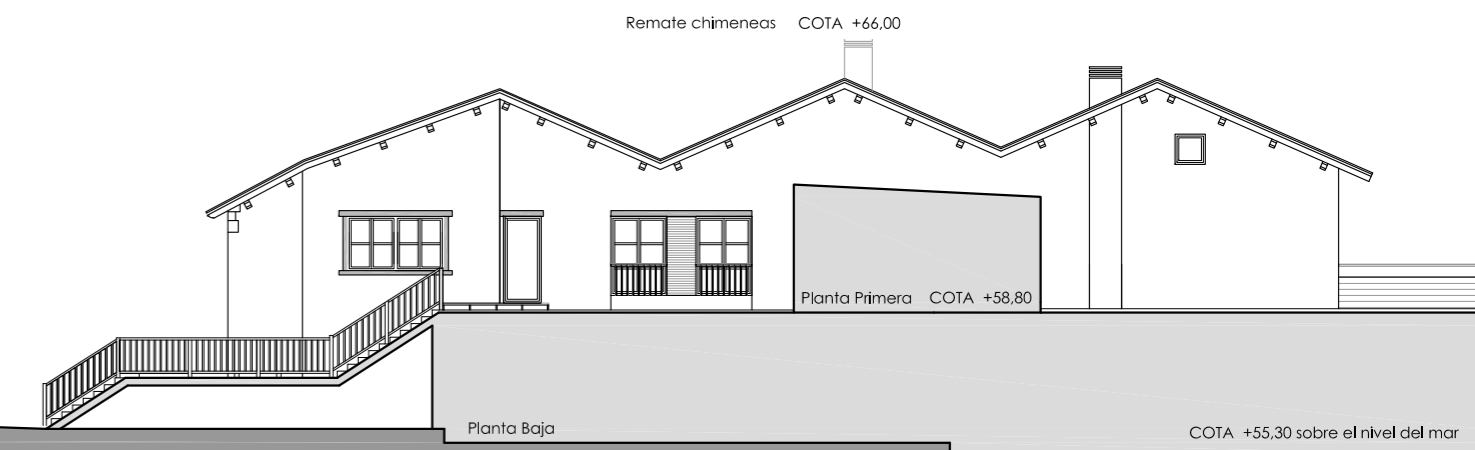 Remate chimeneas COTA +66,00
Planta Primera COTA +58,80
Planta Baja
COTA +55,30 sobre el nivel del mar